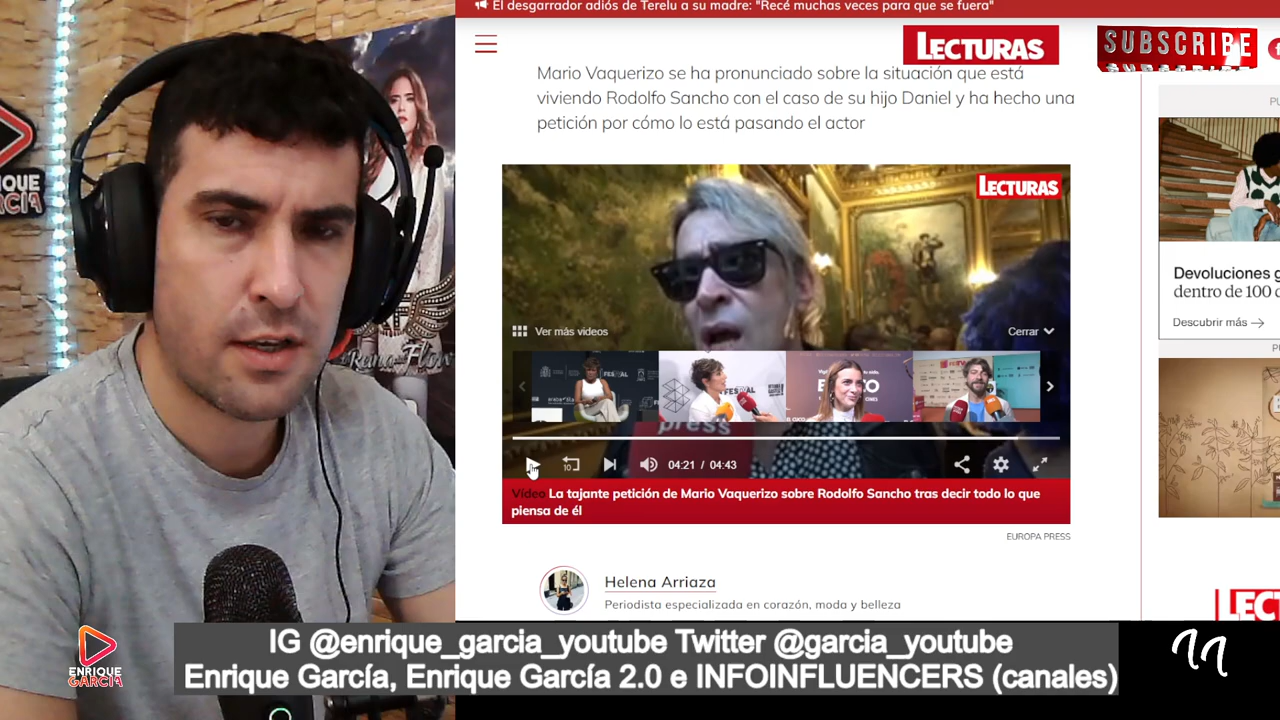 El desgarrador adiós de Terelu a su madre: "Recé muchas veces para que se fuera"
LECTURAS
SUBSCRIBE
Mario Vaquerizo se ha pronunciado sobre la situación que está
viviendo Rodolfo Sancho con el caso de su hijo Daniel y ha hecho una
petición por cómo lo está pasando el actor
LECTURAS
Ver más videos
Cerrar
press
10
04:21 / 04:43
Vídeo La tajante petición de Mario Vaquerizo sobre Rodolfo Sancho tras decir todo lo que
piensa de él
EUROPA PRESS
Helena Arriaza
Periodista especializada en corazón, moda y belleza
Devoluciones g
dentro de 100 d
Descubrir más
LEC
IG @enrique_garcia_youtube Twitter @garcia_youtube
Enrique García, Enrique García 2.0 e INFOINFLUENCERS (canales)
ENRIQUE
GARCÍA